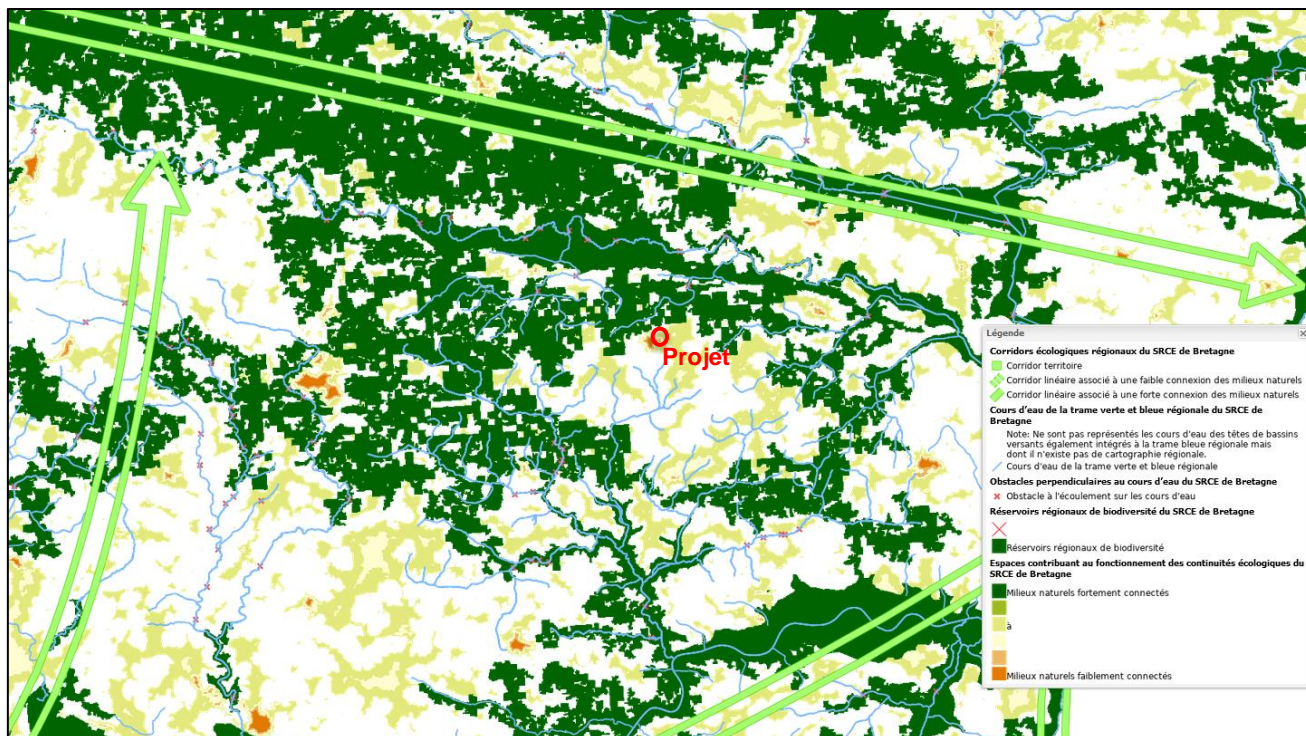 Projet
Légende
Corridors écologiques régionaux du SRCE de Bretagne
Corridor territoire
Corridor linéaire associé à une faible connexion des milieux naturels
Corridor linéaire associé à une forte connexion des milieux naturels
Cours d'eau de la trame verte et bleue régionale du SRCE de
Bretagne
Note: Ne sont pas représentés les cours d'eau des têtes de bassins
versants également intégrés à la trame bleue régionale mais
dont il n'existe pas de cartographie régionale.
Cours d'eau de la trame verte et bleue régionale
Obstacles perpendiculaires au cours d'eau du SRCE de Bretagne
Obstacle à l'écoulement sur les cours d'eau
Réservoirs régionaux de biodiversité du SRCE de Bretagne
Réservoirs régionaux de biodiversité
Espaces contribuant au fonctionnement des continuités écologiques du
SRCE de Bretagne
Milieux naturels fortement connectés
à
Milieux naturels faiblement connectés